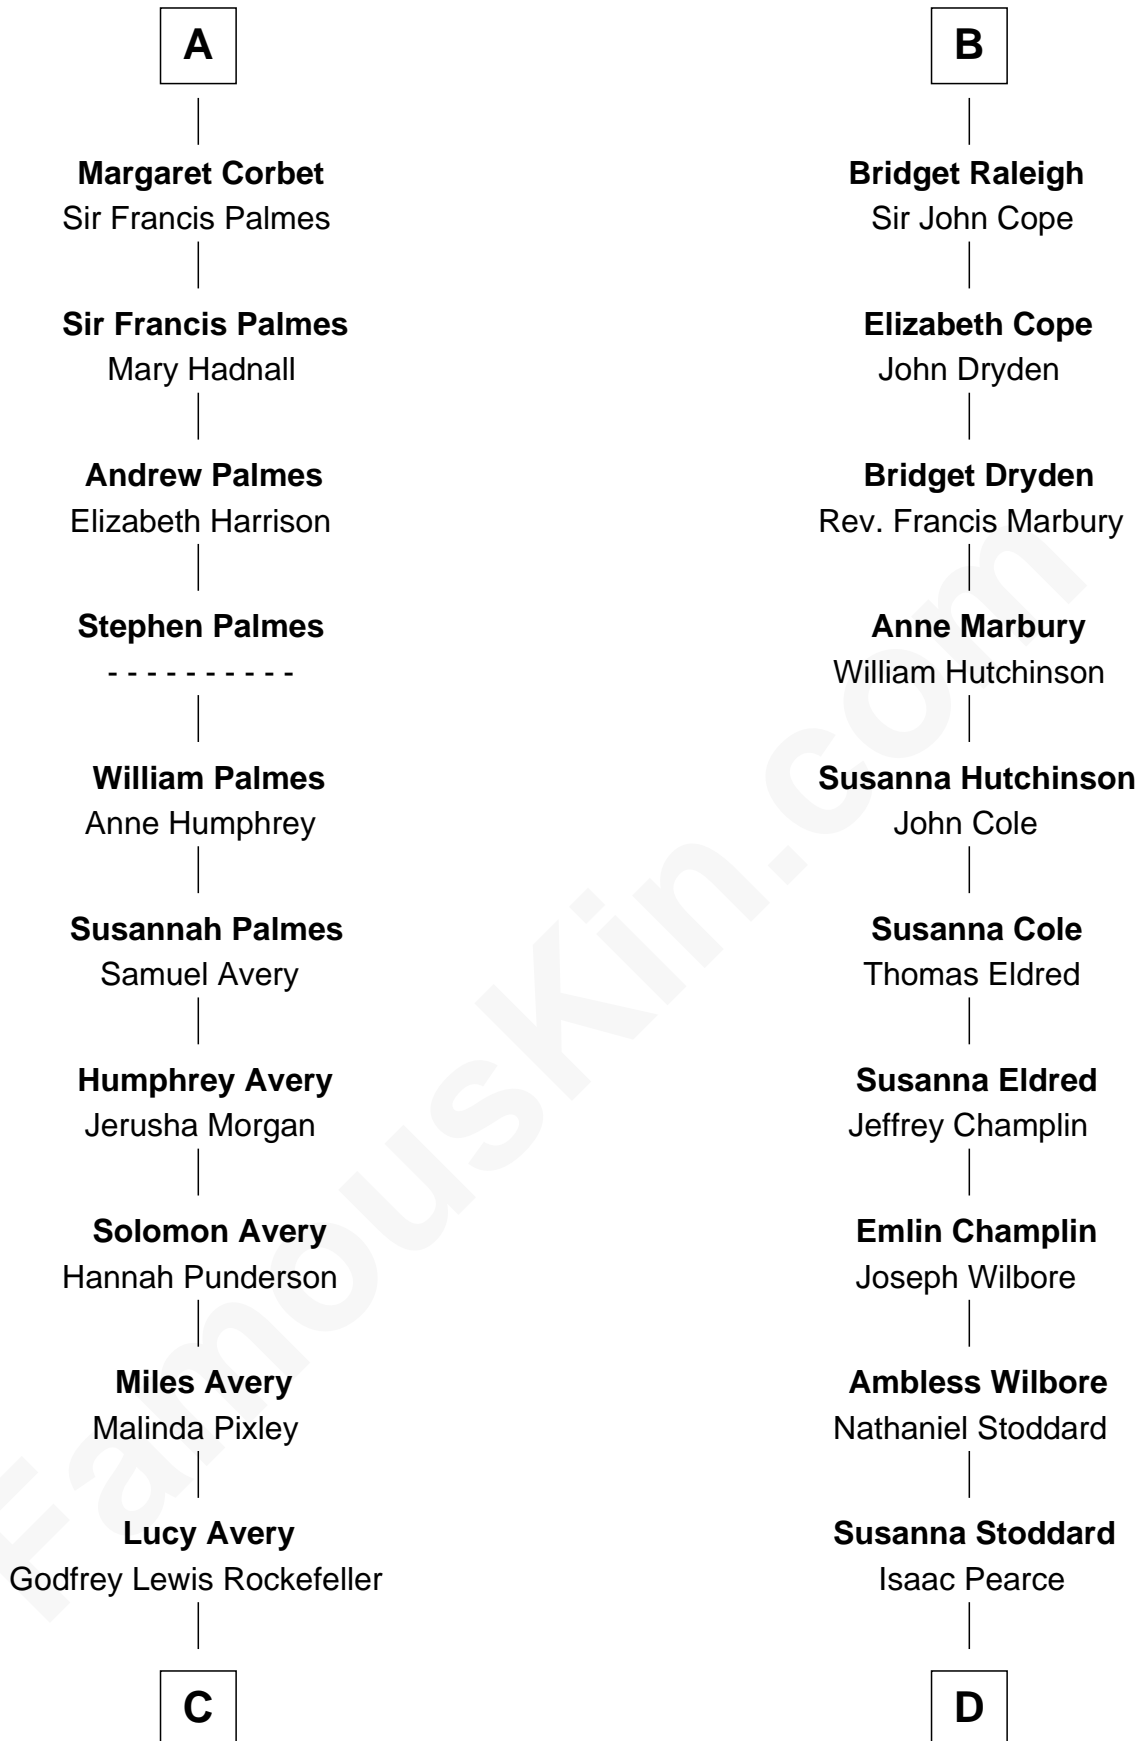 A
Margaret Corbet
Sir Francis Palmes
Sir Francis Palmes
Mary Hadnall
Andrew Palmes
Elizabeth Harrison
Stephen Palmes
- - - - - - - - - -
William Palmes
Anne Humphrey
Susannah Palmes
Samuel Avery
Humphrey Avery
Jerusha Morgan
Solomon Avery
Hannah Punderson
Miles Avery
Malinda Pixley
Lucy Avery
Godfrey Lewis Rockefeller
C
B
Bridget Raleigh
Sir John Cope
Elizabeth Cope
John Dryden
Bridget Dryden
Rev. Francis Marbury
Anne Marbury
William Hutchinson
Susanna Hutchinson
John Cole
Susanna Cole
Thomas Eldred
Susanna Eldred
Jeffrey Champlin
Emlin Champlin
Joseph Wilbore
Ambless Wilbore
Nathaniel Stoddard
Susanna Stoddard
Isaac Pearce
D
FamousKin.com